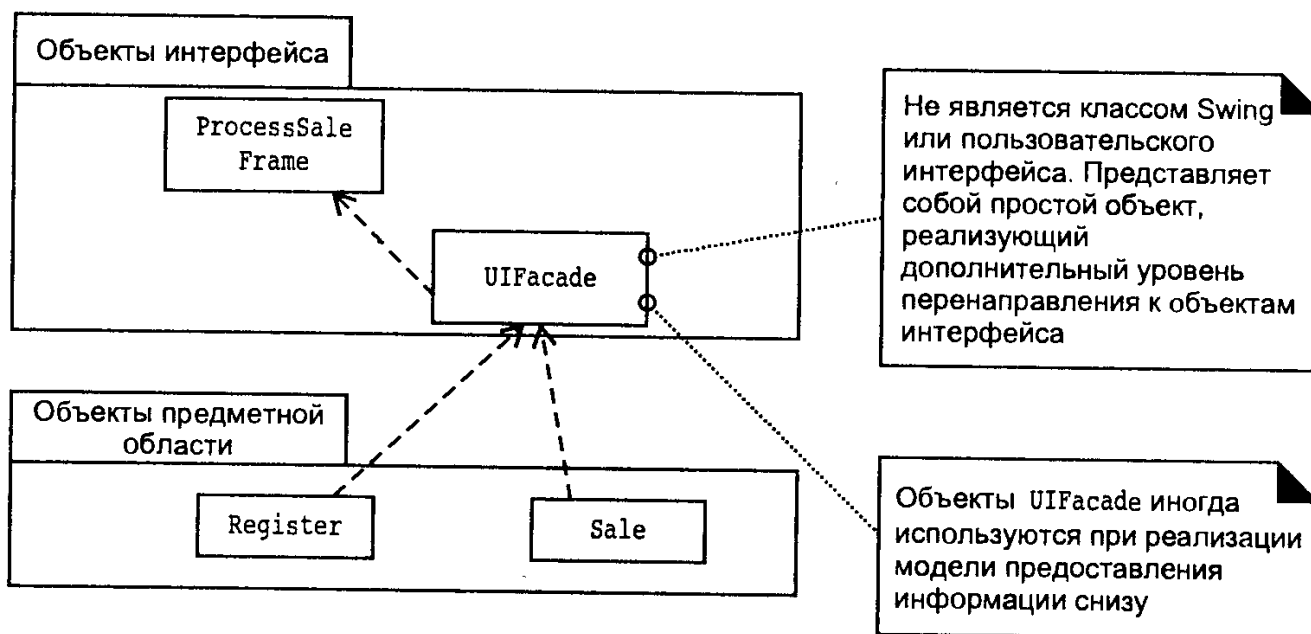 Объекты интерфейса
ProcessSale
Frame
UIFacade
Не является классом Swing
или пользовательского
интерфейса. Представляет
собой простой объект,
реализующий
дополнительный уровень
перенаправления к объектам
интерфейса
Объекты предметной
области
Register
Sale
Объекты UIFacade иногда
используются при реализации
модели предоставления
информации снизу